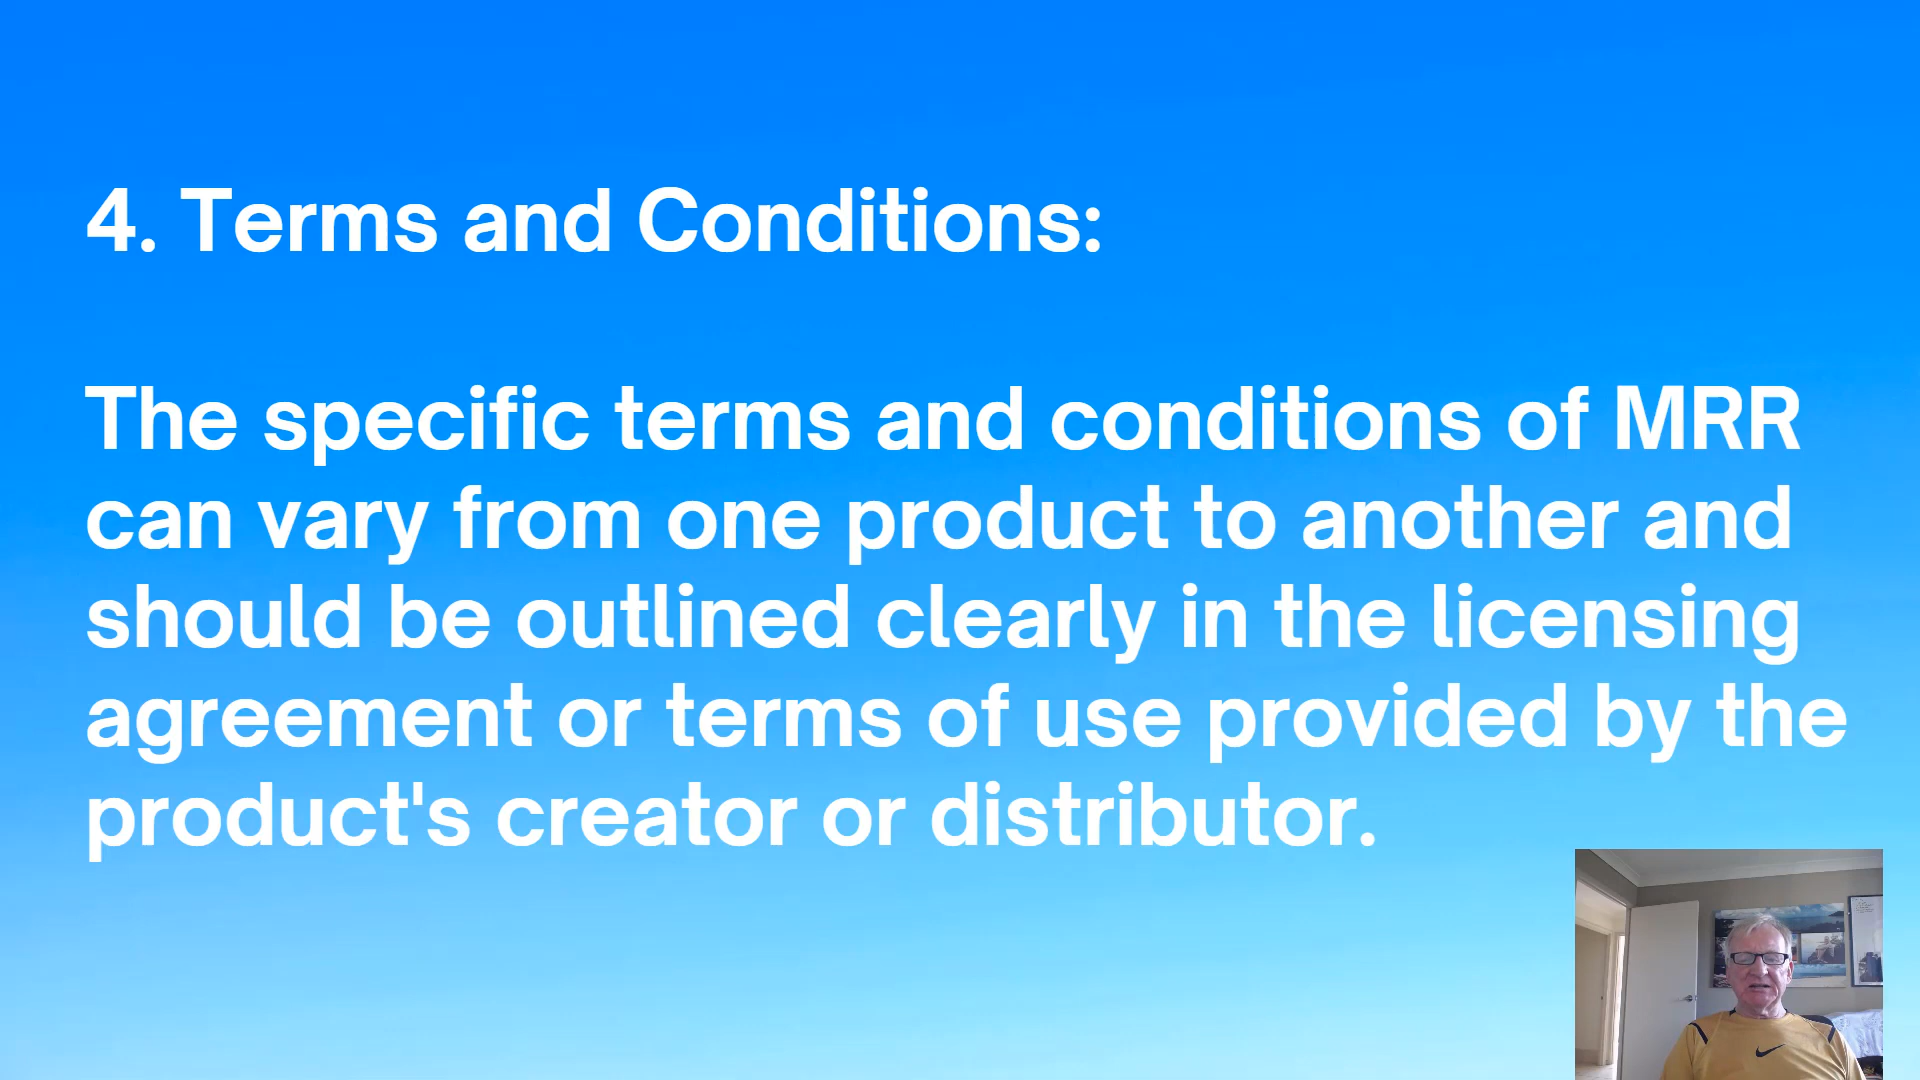 4. Terms and Conditions:
The specific terms and conditions of MRR
can vary from one product to another and
should be outlined clearly in the licensing
agreement or terms of use provided by the
product's creator or distributor.